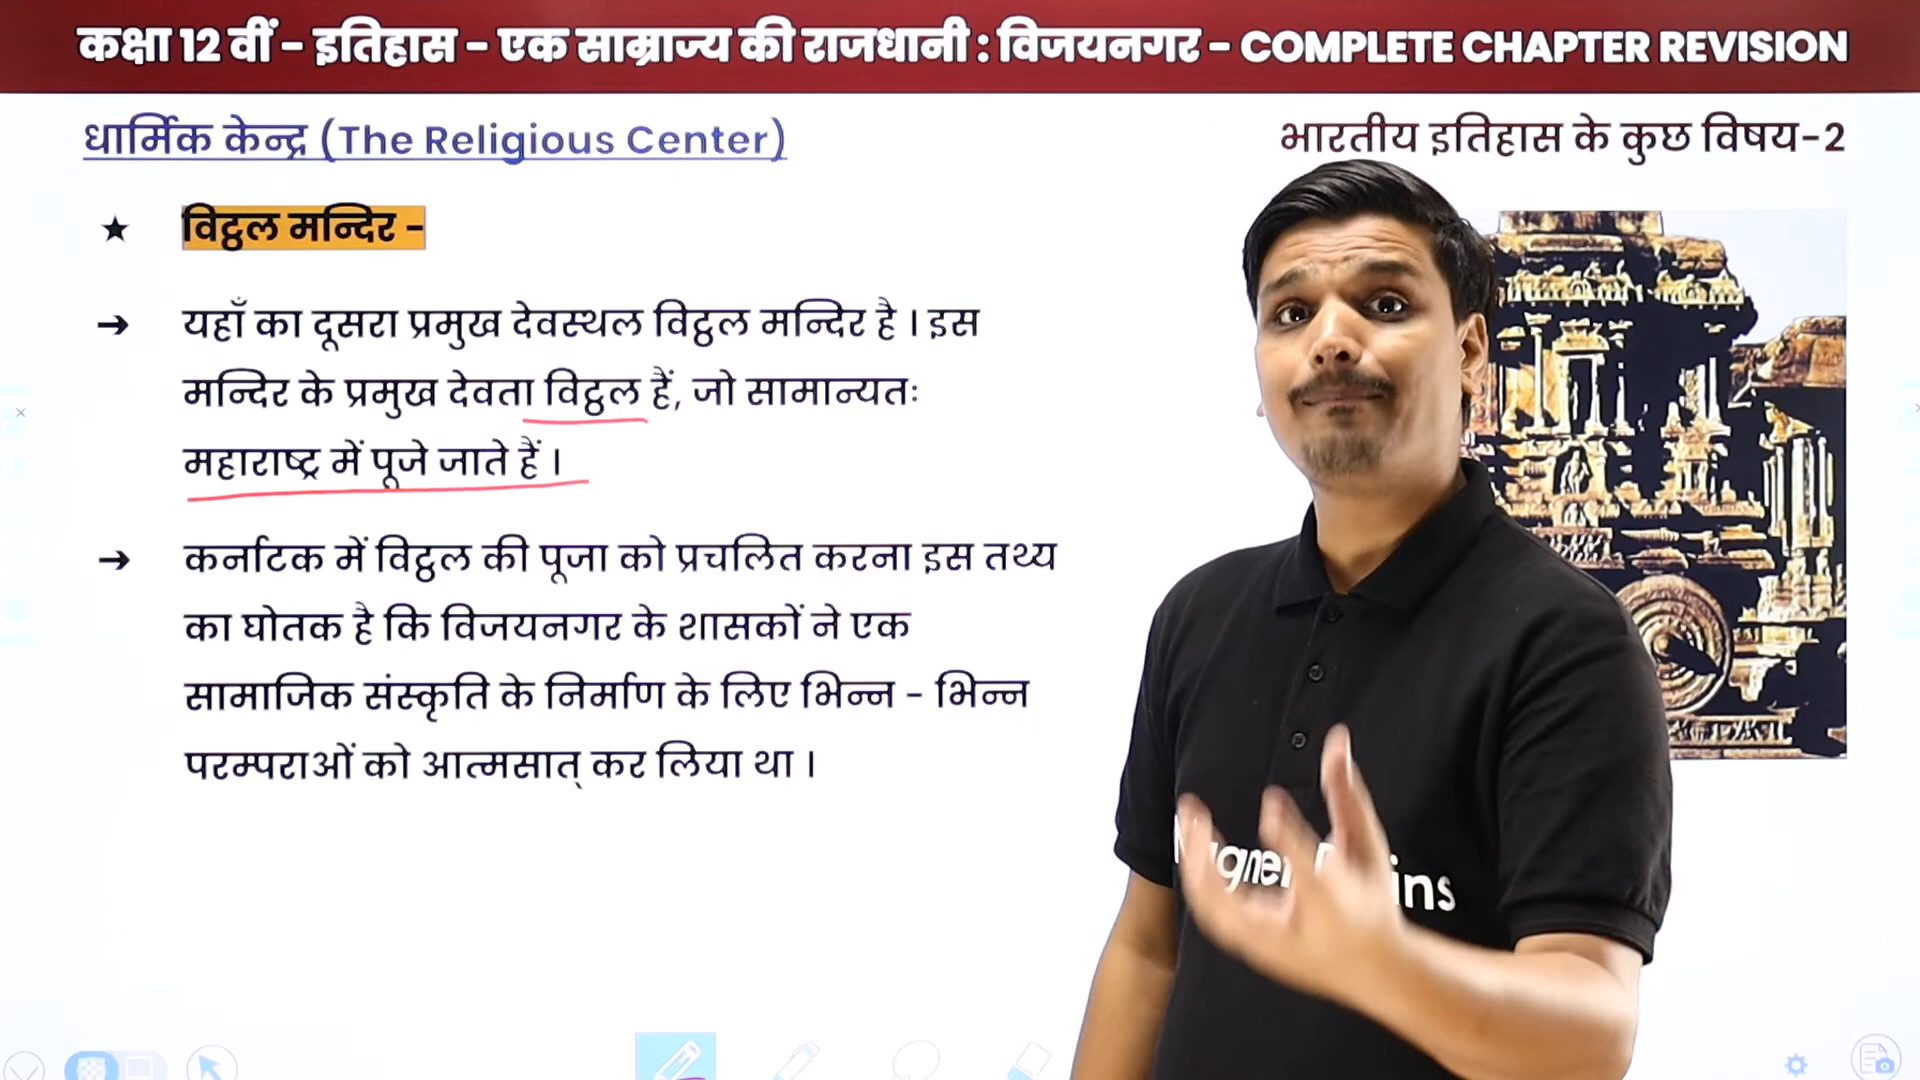 कक्षा 12 वीं - इतिहास - एक साम्राज्य की राजधानी : विजयनगर - COMPLETE CHAPTER REVISION
धार्मिक केन्द्र (The Religious Center)
भारतीय इतिहास के कुछ विषय-2
★ विट्ठल मन्दिर -
➔ यहाँ का दूसरा प्रमुख देवस्थल विट्ठल मन्दिर है । इस
मन्दिर के प्रमुख देवता विट्ठल हैं, जो सामान्यतः
महाराष्ट्र में पूजे जाते हैं ।
➔ कर्नाटक में विट्ठल की पूजा को प्रचलित करना इस तथ्य
का घोतक है कि विजयनगर के शासकों ने एक
सामाजिक संस्कृति के निर्माण के लिए भिन्न - भिन्न
परम्पराओं को आत्मसात् कर लिया था ।